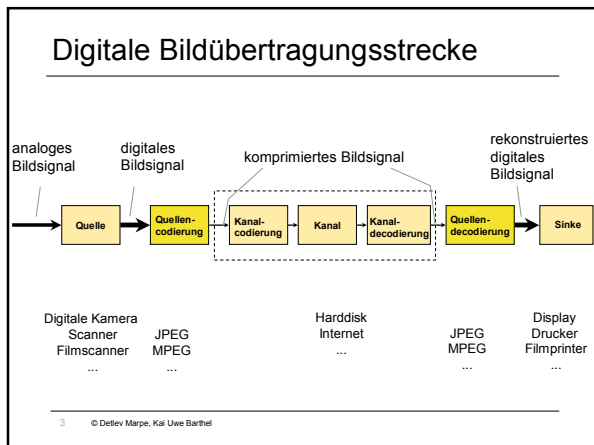 Digitale Bildübertragungsstrecke
analoges
Bildsignal
digitales
Bildsignal
komprimiertes Bildsignal
rekonstruiertes
digitales
Bildsignal
Quelle
Quellen-
codierung
Kanal-
codierung
Kanal
Kanal-
decodierung
Quellen-
decodierung
Sinke
Digitale Kamera
Scanner
Filmscanner
...
JPEG
MPEG
...
Harddisk
Internet
...
JPEG
MPEG
...
Display
Drucker
Filmprinter
...
3 © Detlev Marpe, Kai Uwe Barthel